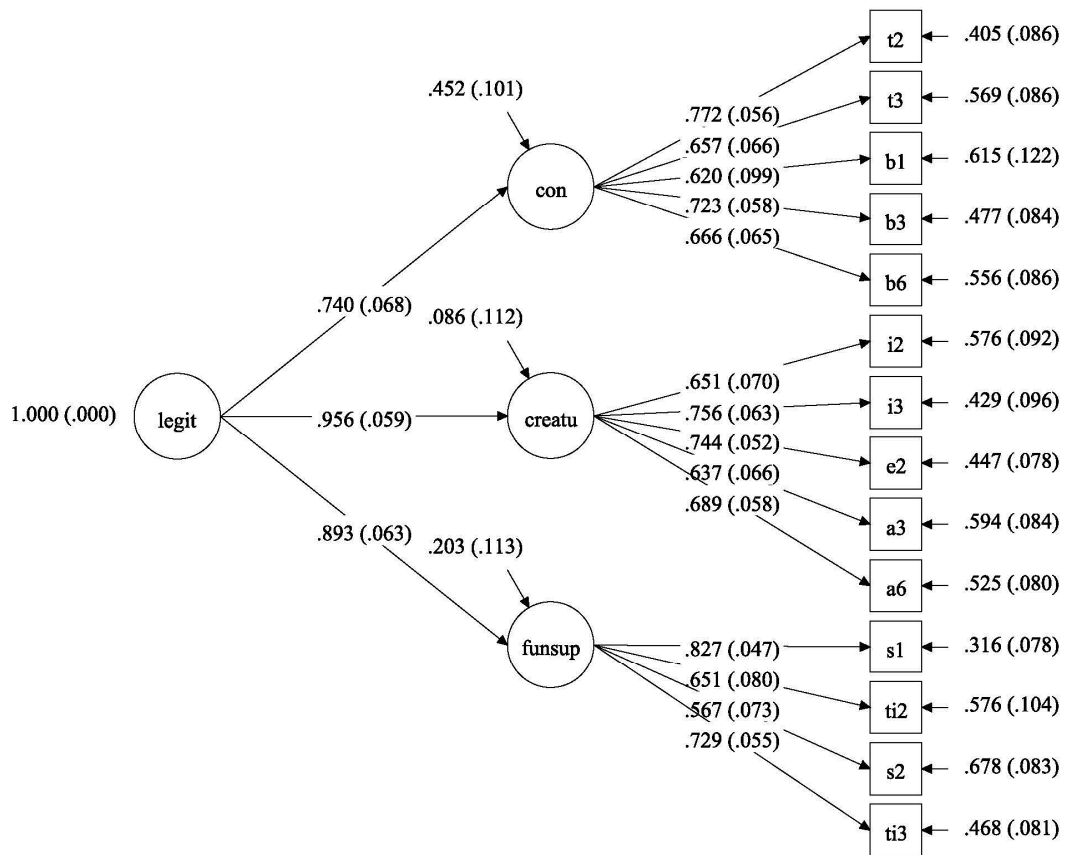 t2
.405 (.086)
.452 (.101)
t3
.569 (.086)
.772 (.056)
.657 (.066)
b1
.615 (.122)
.620 (.099)
con
.723 (.058)
b3
.477 (.084)
.666 (.065)
b6
.556 (.086)
.740 (.068)
.086 (.112)
i2
.576 (.092)
.651 (.070)
i3
.429 (.096)
1.000 (.000)
legit
.956 (.059)
creatu
.756 (.063)
.744 (.052)
e2
.447 (.078)
.637 (.066)
.689 (.058)
a3
.594 (.084)
.893 (.063)
.203 (.113)
a6
.525 (.080)
funsup
.827 (.047)
s1
.316 (.078)
.651 (.080)
ti2
.576 (.104)
.567 (.073)
.729 (.055)
s2
.678 (.083)
ti3
.468 (.081)